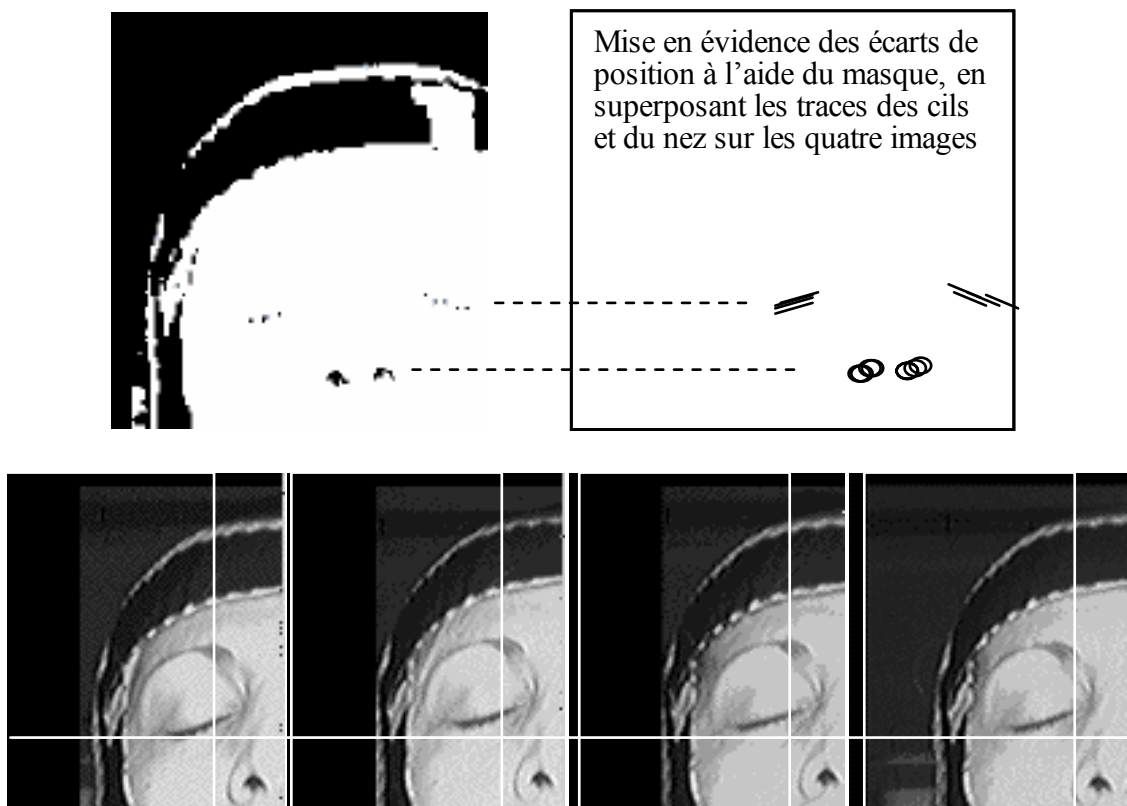 Mise en évidence des écarts de
position à l'aide du masque, en
superposant les traces des cils
et du nez sur les quatre images